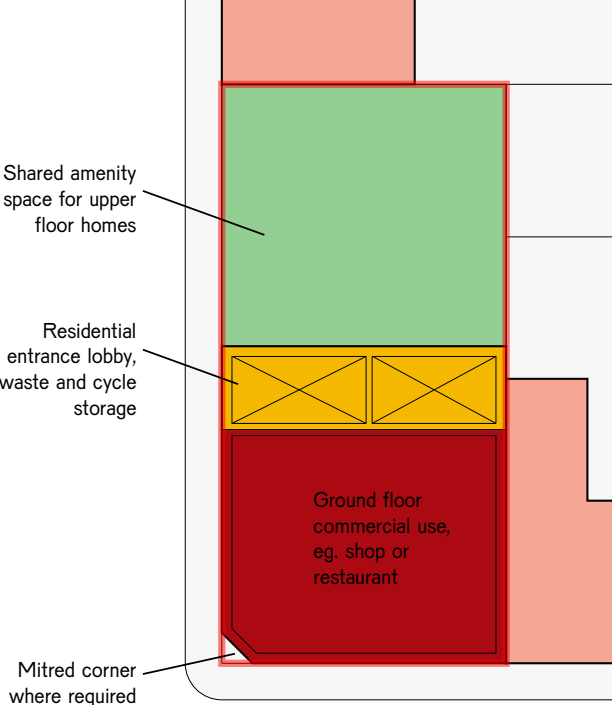 Shared amenity
space for upper
floor homes
Residential
entrance lobby,
waste and cycle
storage
Ground floor
commercial use,
eg. shop or
restaurant
Mitred corner
where required